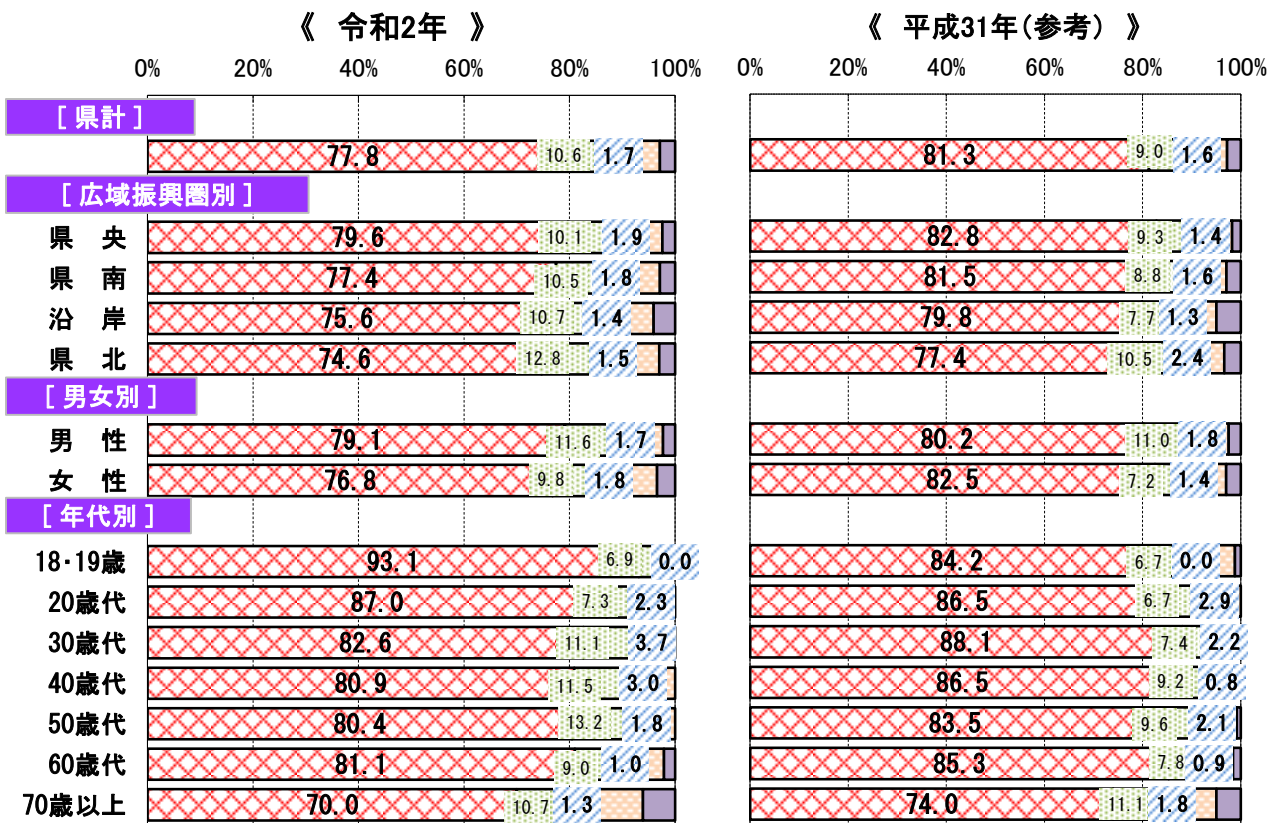 《 令和2年 》 《 平成31年（参考） 》
0% 20% 40% 60% 80% 100% 0% 20% 40% 60% 80% 100%
[ 県計 ]
77.8 10.6 1.7 81.3 9.0 1.6
[ 広域振興圏別 ]
県 央 79.6 10.1 1.9 82.8 9.3 1.4
県 南 77.4 10.5 1.8 81.5 8.8 1.6
沿 岸 75.6 10.7 1.4 79.8 7.7 1.3
県 北 74.6 12.8 1.5 77.4 10.5 2.4
[ 男女別 ]
男 性 79.1 11.6 1.7 80.2 11.0 1.8
女 性 76.8 9.8 1.8 82.5 7.2 1.4
[ 年代別 ]
18・19歳 93.1 6.9 0.0 84.2 6.7 0.0
20歳代 87.0 7.3 2.3 86.5 6.7 2.9
30歳代 82.6 11.1 3.7 88.1 7.4 2.2
40歳代 80.9 11.5 3.0 86.5 9.2 0.8
50歳代 80.4 13.2 1.8 83.5 9.6 2.1
60歳代 81.1 9.0 1.0 85.3 7.8 0.9
70歳以上 70.0 10.7 1.3 74.0 11.1 1.8